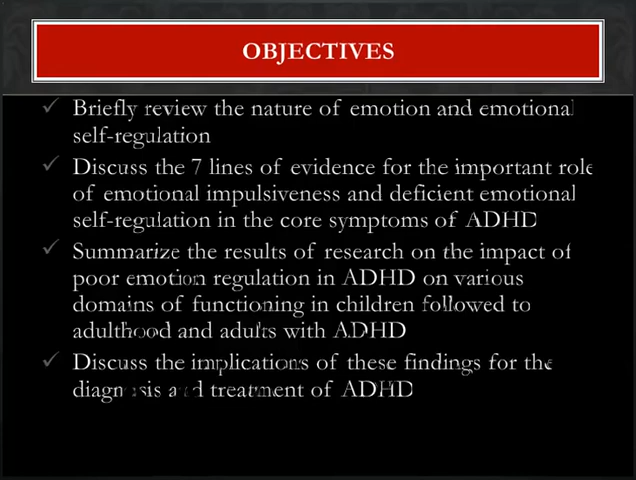 OBJECTIVES
✓ Briefly review the nature of emotion and emotional
self-regulation
✓ Discuss the 7 lines of evidence for the important role
of emotional impulsiveness and deficient emotional
self-regulation in the core symptoms of ADHD
✓ Summarize the results of research on the impact of
poor emotion regulation in ADHD on various
domains of functioning in children followed to
adulthood and adults with ADHD
✓ Discuss the implications of these findings for the
diagnosis and treatment of ADHD